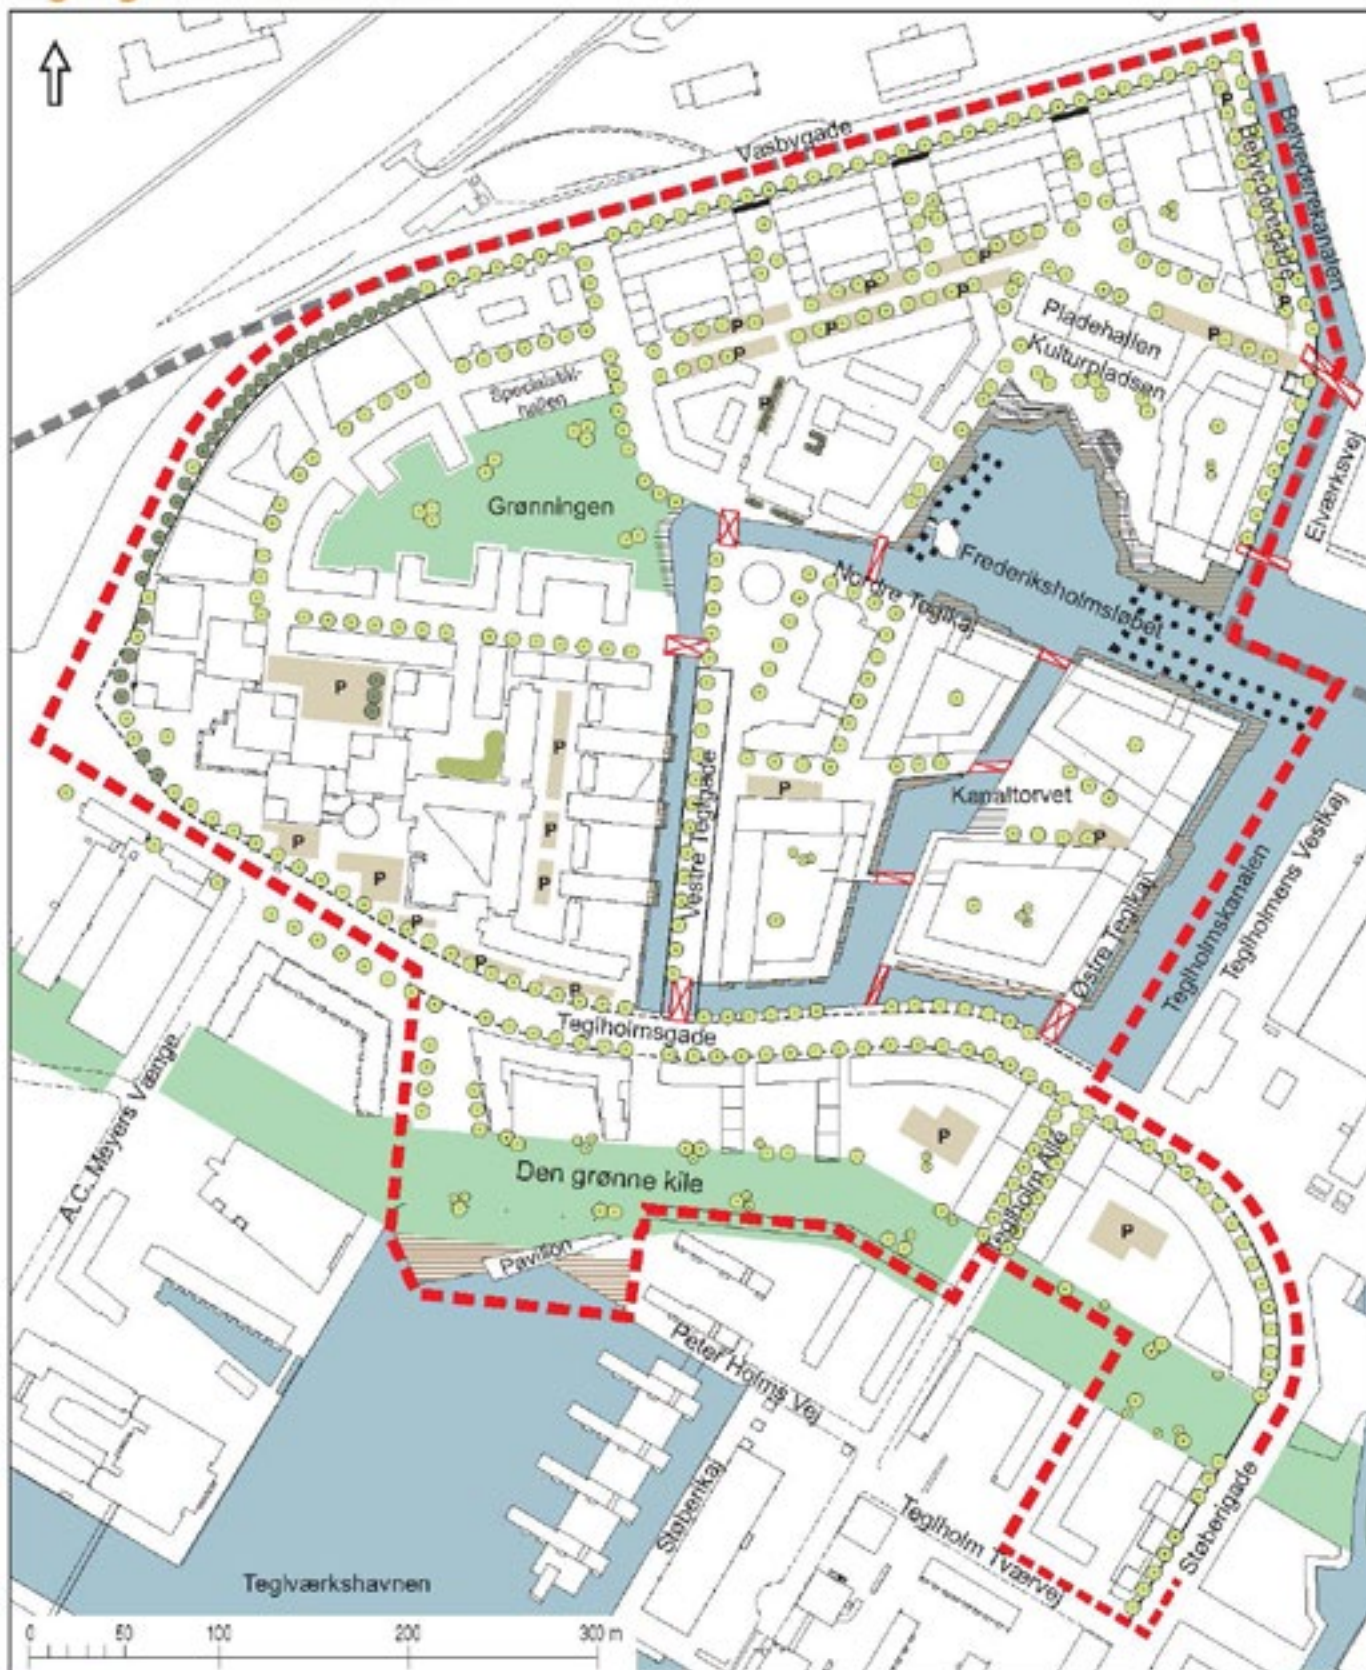 Vasbygade
P
Belvederekanalen
Belvederegade
P
P
P
P
Pladehallen
P
P
P
P
P
Kulturpladsen
Specialstål-
hallen
P
Elværksvej
Grønningen
Frederiksholmsløbet
Nordre Teglkaj
P
P
P
Kanaltorvet
Vestre Teglgade
P
P
P
P
P
P
Teglholmens Vestkaj
Østre Teglkaj
Teglholmskanalen
P
P
Teglholmsgade
A.C. Meyers Vænge
P
Den grønne kile
Teglholm Allé
P
Pavillon
Peter Holms Vej
Støberikaj
Teglholm Tværvej
Støberigade
Teglværkshavnen
0 50 100 200 300 m